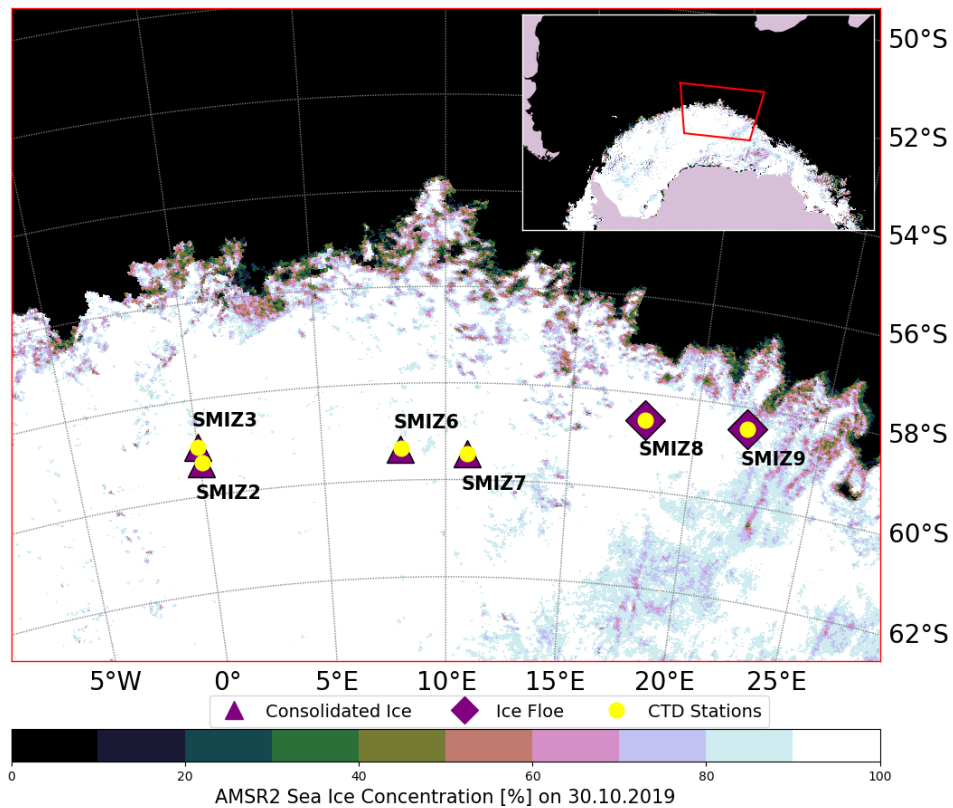 50°S
52°S
54°S
56°S
58°S
60°S
62°S
SMIZ3
SMIZ6
SMIZ8
SMIZ9
SMIZ7
SMIZ2
5°W 0° 5°E 10°E 15°E 20°E 25°E
Consolidated Ice Ice Floe CTD Stations
0 20 40 60 80 100
AMSR2 Sea Ice Concentration [%] on 30.10.2019